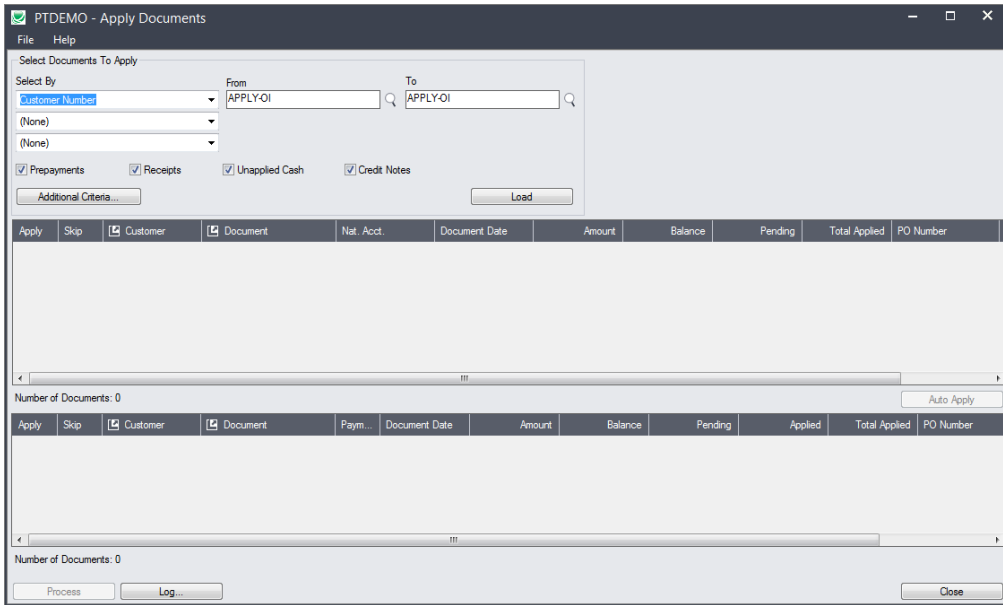 PTDEMO - Apply Documents
File Help
Select Documents To Apply
Select By From To
Customer Number APPLY-OI APPLY-OI
(None)
(None)
Prepayments Receipts Unapplied Cash Credit Notes
Additional Criteria... Load
Apply Skip Customer Document Nat. Acct. Document Date Amount Balance Pending Total Applied PO Number
Number of Documents: 0
Auto Apply
Apply Skip Customer Document Paym... Document Date Amount Balance Pending Applied Total Applied PO Number
Number of Documents: 0
Process Log... Close